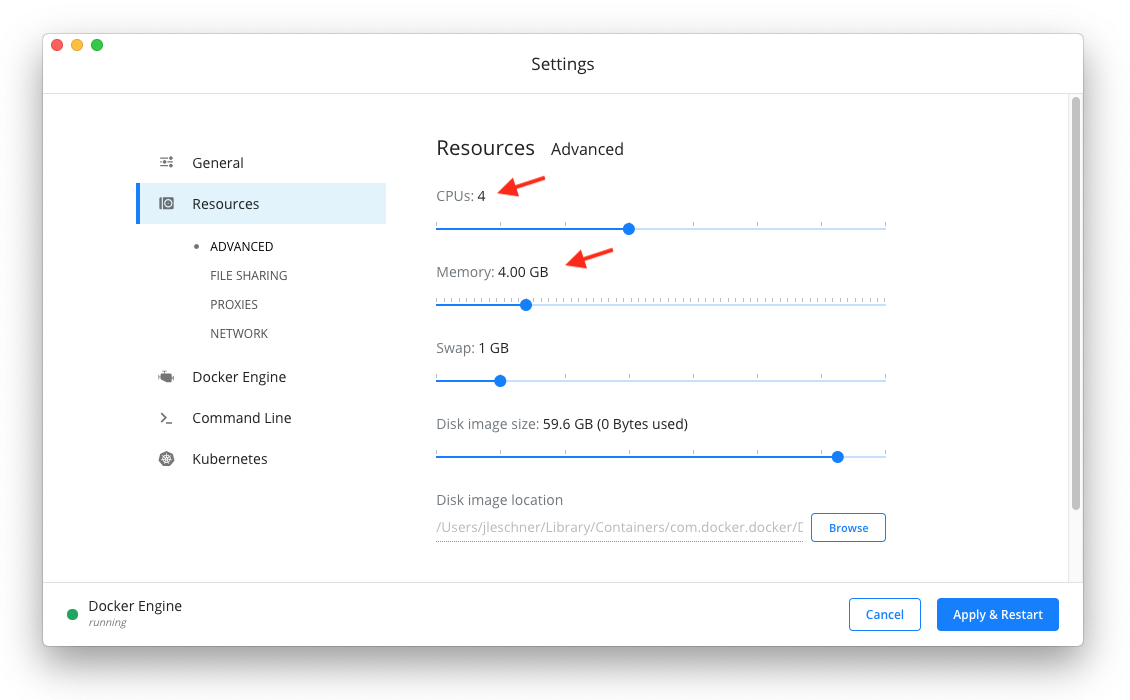 Settings
General
Resources
ADVANCED
FILE SHARING
PROXIES
NETWORK
Docker Engine
Command Line
Kubernetes
Resources Advanced
CPUs: 4
Memory: 4.00 GB
Swap: 1 GB
Disk image size: 59.6 GB (0 Bytes used)
Disk image location
/Users/jleschner/Library/Containers/com.docker.docker/D
Browse
Docker Engine
running
Cancel
Apply & Restart